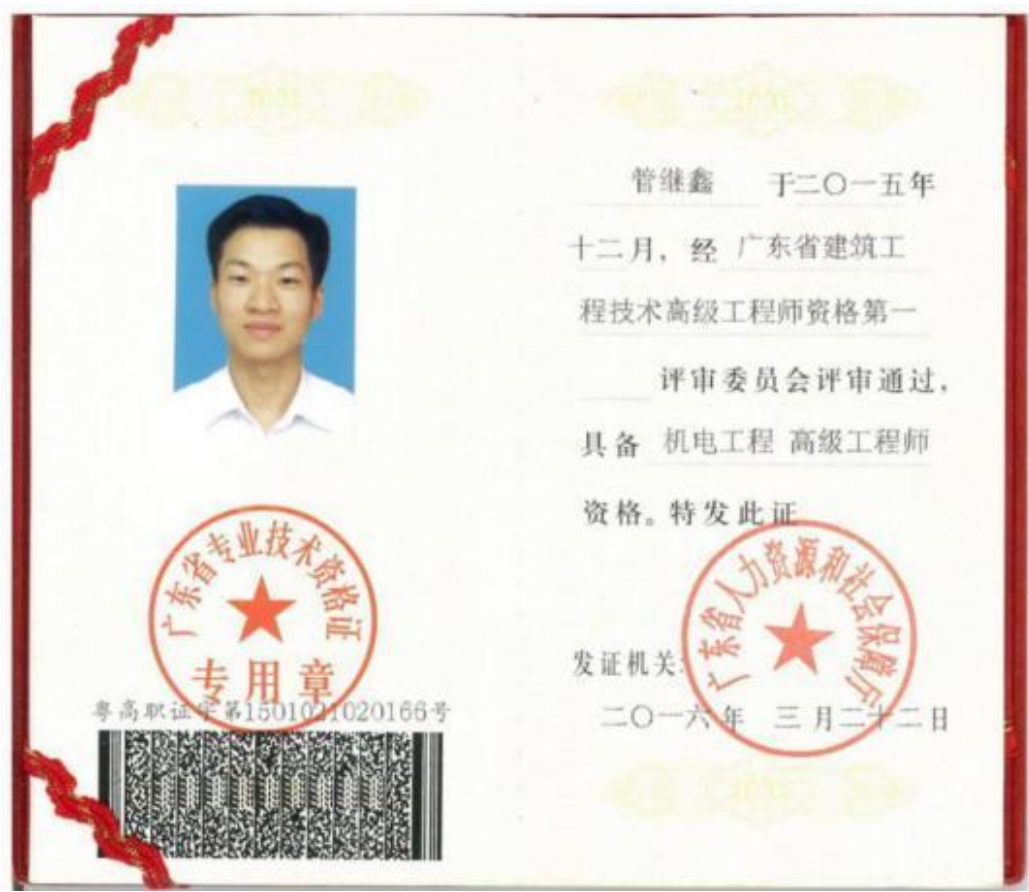 广东省专业技术资格证
专用章
粤高职证字第1501021020166号
管继鑫 于二〇一五年
十二月，经 广东省建筑工
程技术高级工程师资格第一
评审委员会评审通过，
具备 机电工程 高级工程师
资格。特发此证
广东省人力资源和社会保障厅
发证机关：
二〇一六年 三月二十二日